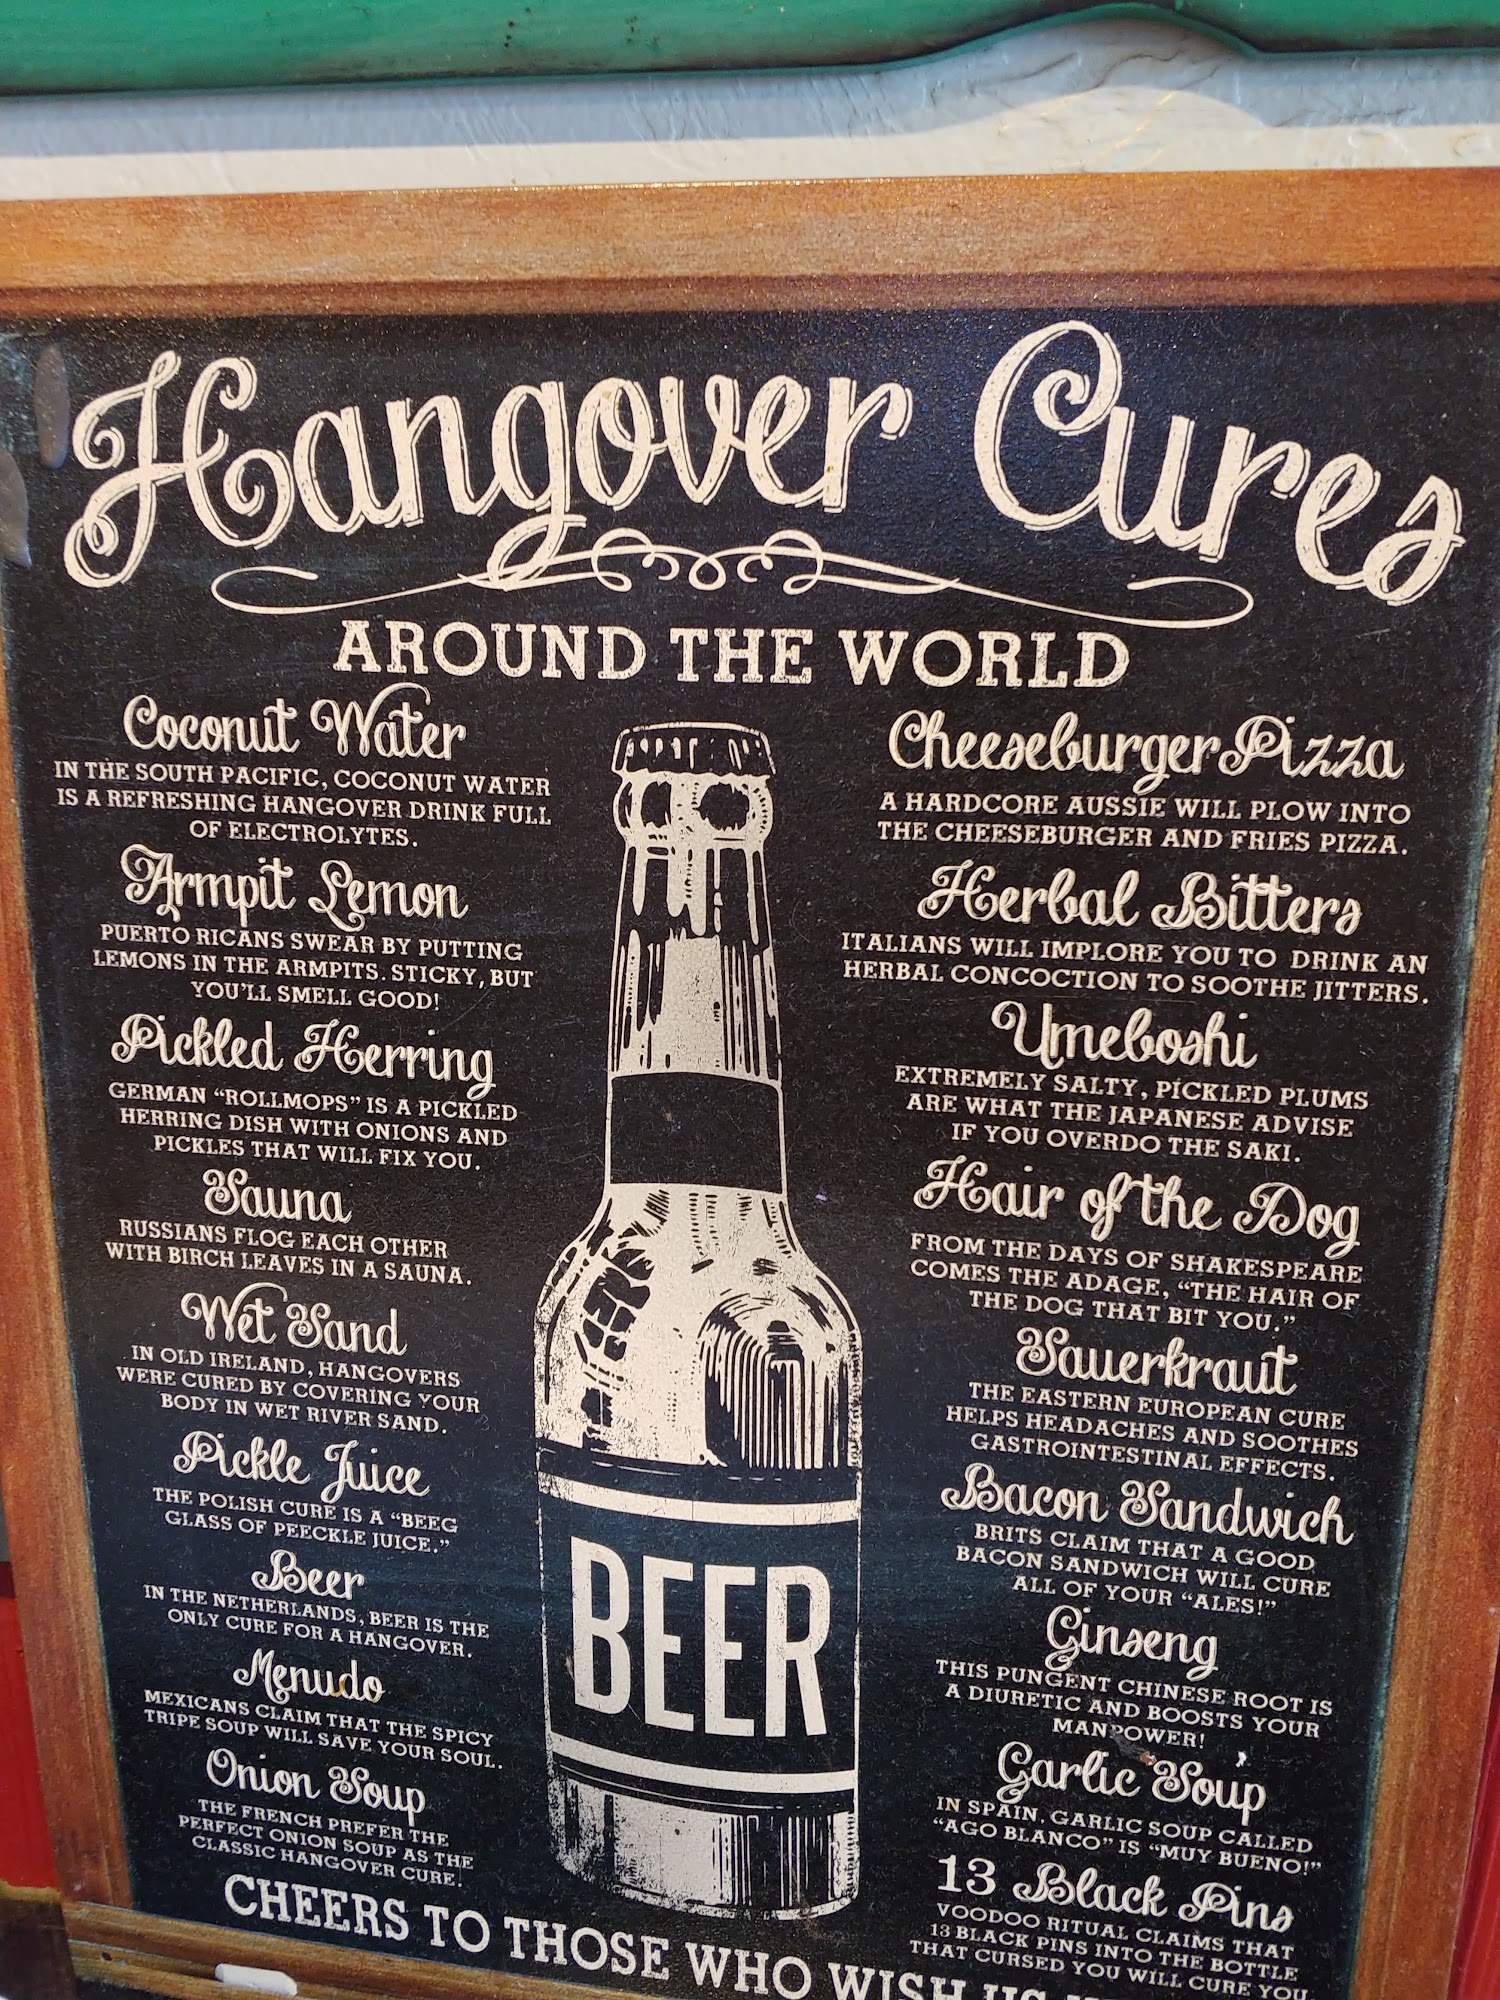 Hangover Cures
AROUND THE WORLD
Coconut Water
IN THE SOUTH PACIFIC, COCONUT WATER
IS A REFRESHING HANGOVER DRINK FULL
OF ELECTROLYTES.
Armpit Lemon
PUERTO RICANS SWEAR BY PUTTING
LEMONS IN THE ARMPITS. STICKY, BUT
YOU'LL SMELL GOOD!
Pickled Herring
GERMAN "ROLLMOPS" IS A PICKLED
HERRING DISH WITH ONIONS AND
PICKLES THAT WILL FIX YOU.
Sauna
RUSSIANS FLOG EACH OTHER
WITH BIRCH LEAVES IN A SAUNA.
Wet Sand
IN OLD IRELAND, HANGOVERS
WERE CURED BY COVERING YOUR
BODY IN WET RIVER SAND.
Pickle Juice
THE POLISH CURE IS A "BEEG
GLASS OF PEECKLE JUICE."
Beer
IN THE NETHERLANDS, BEER IS THE
ONLY CURE FOR A HANGOVER.
Menudo
MEXICANS CLAIM THAT THE SPICY
TRIPE SOUP WILL SAVE YOUR SOUL.
Onion Soup
THE FRENCH PREFER THE
PERFECT ONION SOUP AS THE
CLASSIC HANGOVER CURE.
BEER
Cheeseburger Pizza
A HARDCORE AUSSIE WILL PLOW INTO
THE CHEESEBURGER AND FRIES PIZZA.
Herbal Bitters
ITALIANS WILL IMPLORE YOU TO DRINK AN
HERBAL CONCOCTION TO SOOTHE JITTERS.
Umeboshi
EXTREMELY SALTY, PICKLED PLUMS
ARE WHAT THE JAPANESE ADVISE
IF YOU OVERDO THE SAKI.
Hair of the Dog
FROM THE DAYS OF SHAKESPEARE
COMES THE ADAGE, "THE HAIR OF
THE DOG THAT BIT YOU."
Sauerkraut
THE EASTERN EUROPEAN CURE
HELPS HEADACHES AND SOOTHES
GASTROINTESTINAL EFFECTS.
Bacon Sandwich
BRITS CLAIM THAT A GOOD
BACON SANDWICH WILL CURE
ALL OF YOUR "ALES!"
Ginseng
THIS PUNGENT CHINESE ROOT IS
A DIURETIC AND BOOSTS YOUR
MANPOWER!
Garlic Soup
IN SPAIN, GARLIC SOUP CALLED
"AGO BLANCO" IS "MUY BUENO!"
13 Black Pins
VOODOO RITUAL CLAIMS THAT
13 BLACK PINS INTO THE BOTTLE
THAT CURSED YOU WILL CURE YOU
CHEERS TO THOSE WHO WISH US